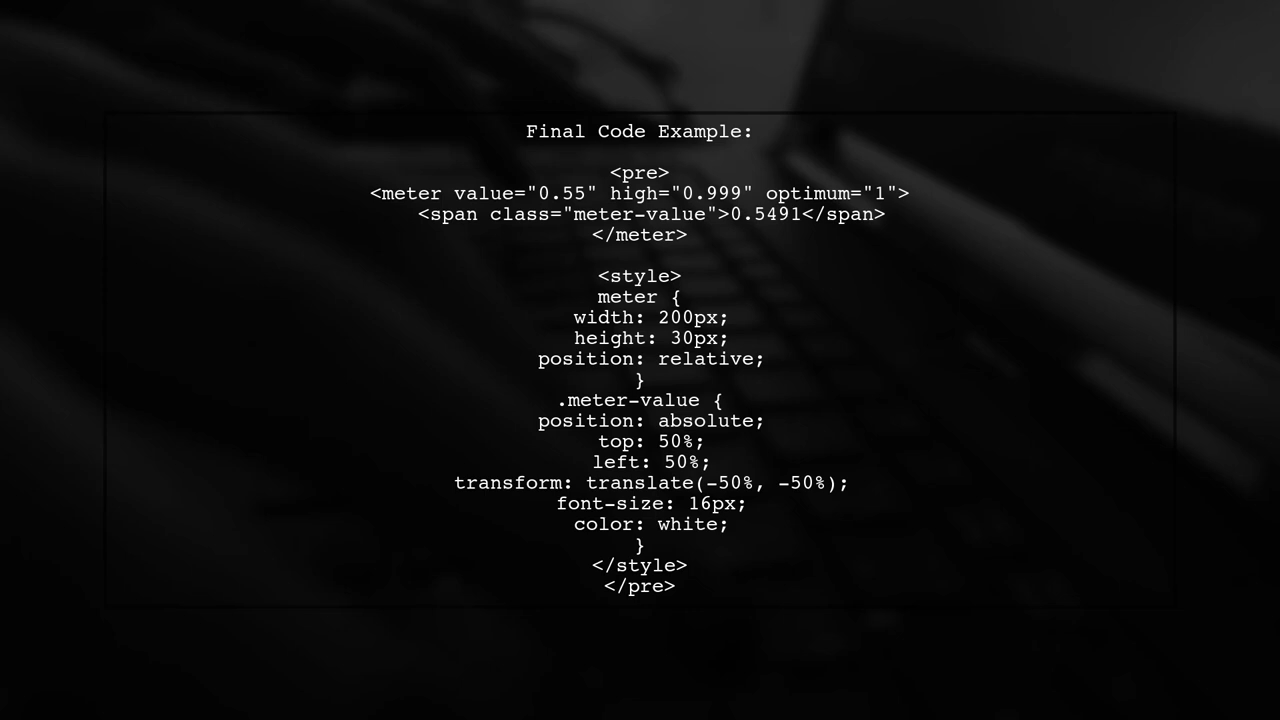 Final Code Example:
<pre>
<meter value="0.55" high="0.999" optimum="1">
<span class="meter-value">0.5491</span>
</meter>
<style>
meter {
width: 200px;
height: 30px;
position: relative;
}
.meter-value {
position: absolute;
top: 50%;
left: 50%;
transform: translate(-50%, -50%);
font-size: 16px;
color: white;
}
</style>
</pre>